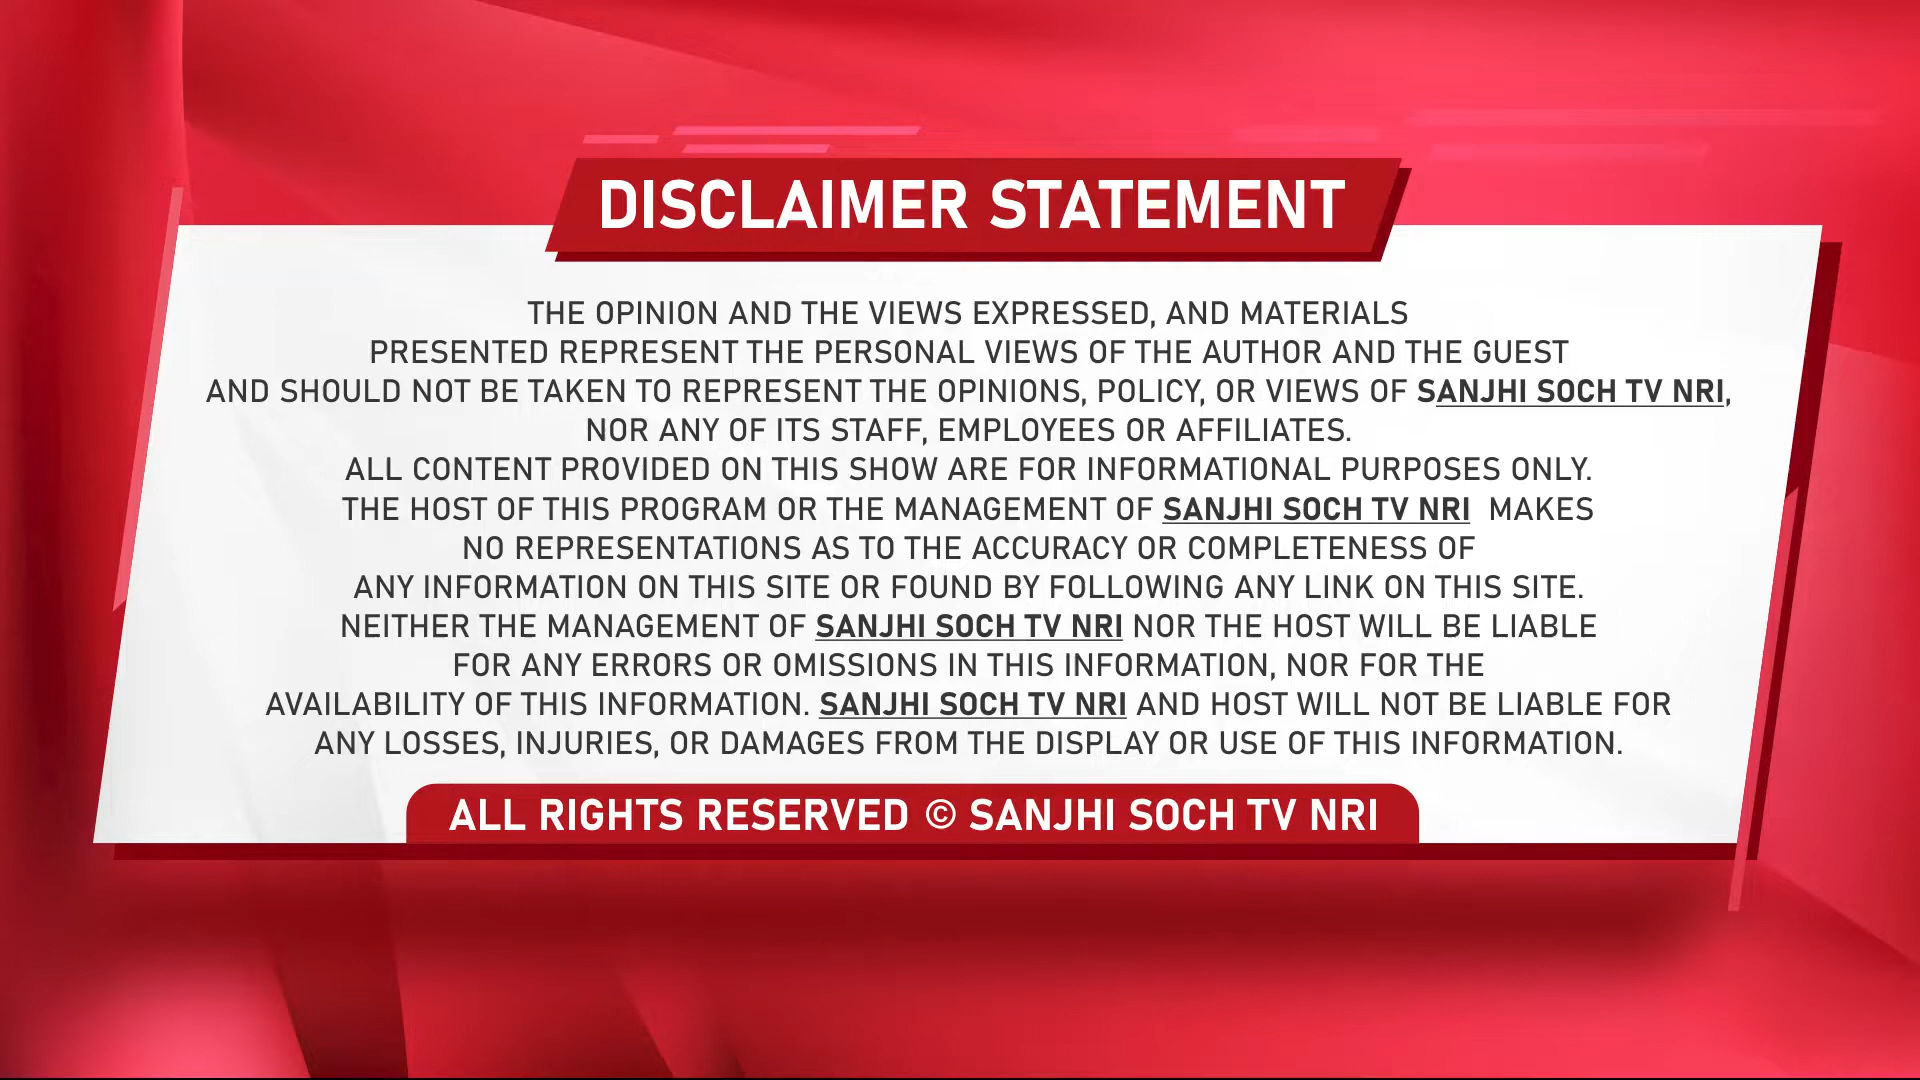 DISCLAIMER STATEMENT
THE OPINION AND THE VIEWS EXPRESSED, AND MATERIALS
PRESENTED REPRESENT THE PERSONAL VIEWS OF THE AUTHOR AND THE GUEST
AND SHOULD NOT BE TAKEN TO REPRESENT THE OPINIONS, POLICY, OR VIEWS OF SANJHI SOCH TV NRI,
NOR ANY OF ITS STAFF, EMPLOYEES OR AFFILIATES.
ALL CONTENT PROVIDED ON THIS SHOW ARE FOR INFORMATIONAL PURPOSES ONLY.
THE HOST OF THIS PROGRAM OR THE MANAGEMENT OF SANJHI SOCH TV NRI MAKES
NO REPRESENTATIONS AS TO THE ACCURACY OR COMPLETENESS OF
ANY INFORMATION ON THIS SITE OR FOUND BY FOLLOWING ANY LINK ON THIS SITE.
NEITHER THE MANAGEMENT OF SANJHI SOCH TV NRI NOR THE HOST WILL BE LIABLE
FOR ANY ERRORS OR OMISSIONS IN THIS INFORMATION, NOR FOR THE
AVAILABILITY OF THIS INFORMATION. SANJHI SOCH TV NRI AND HOST WILL NOT BE LIABLE FOR
ANY LOSSES, INJURIES, OR DAMAGES FROM THE DISPLAY OR USE OF THIS INFORMATION.
ALL RIGHTS RESERVED © SANJHI SOCH TV NRI